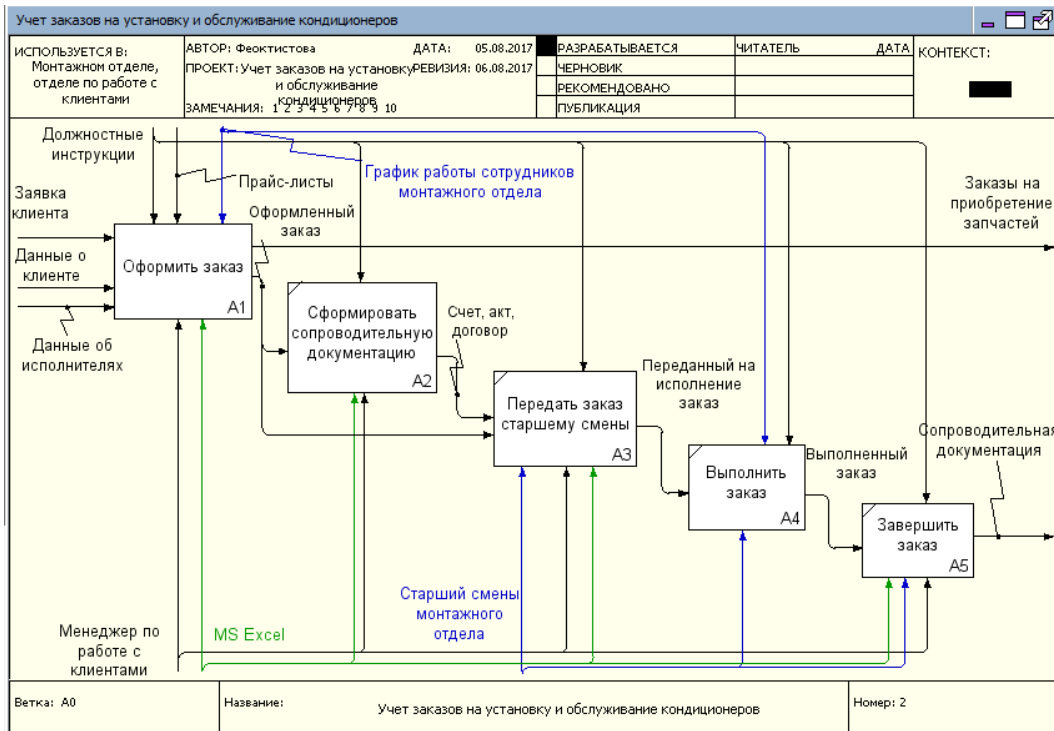 Учет заказов на установку и обслуживание кондиционеров
ИСПОЛЬЗУЕТСЯ В:
Монтажном отделе,
отделе по работе с
клиентами
АВТОР: Феоктистова
ДАТА: 05.08.2017
ПРОЕКТ: Учет заказов на установку
и обслуживание
кондиционеров
РЕВИЗИЯ: 06.08.2017
ЗАМЕЧАНИЯ: 1 2 3 4 5 6 7 8 9 10
РАЗРАБАТЫВАЕТСЯ
ЧЕРНОВИК
РЕКОМЕНДОВАНО
ПУБЛИКАЦИЯ
ЧИТАТЕЛЬ
ДАТА
КОНТЕКСТ:
Должностные
инструкции
Прайс-листы
График работы сотрудников
монтажного отдела
Заявка
клиента
Оформленный
заказ
Заказы на
приобретение
запчастей
Данные о
клиенте
Оформить заказ
A1
Данные об
исполнителях
Сформировать
сопроводительную
документацию
A2
Счет, акт,
договор
Передать заказ
старшему смены
A3
Переданный на
исполнение
заказ
Выполнить
заказ
A4
Выполненный
заказ
Сопроводительная
документация
Завершить
заказ
A5
Старший смены
монтажного
отдела
MS Excel
Менеджер по
работе с
клиентами
Ветка: A0
Название:
Учет заказов на установку и обслуживание кондиционеров
Номер: 2